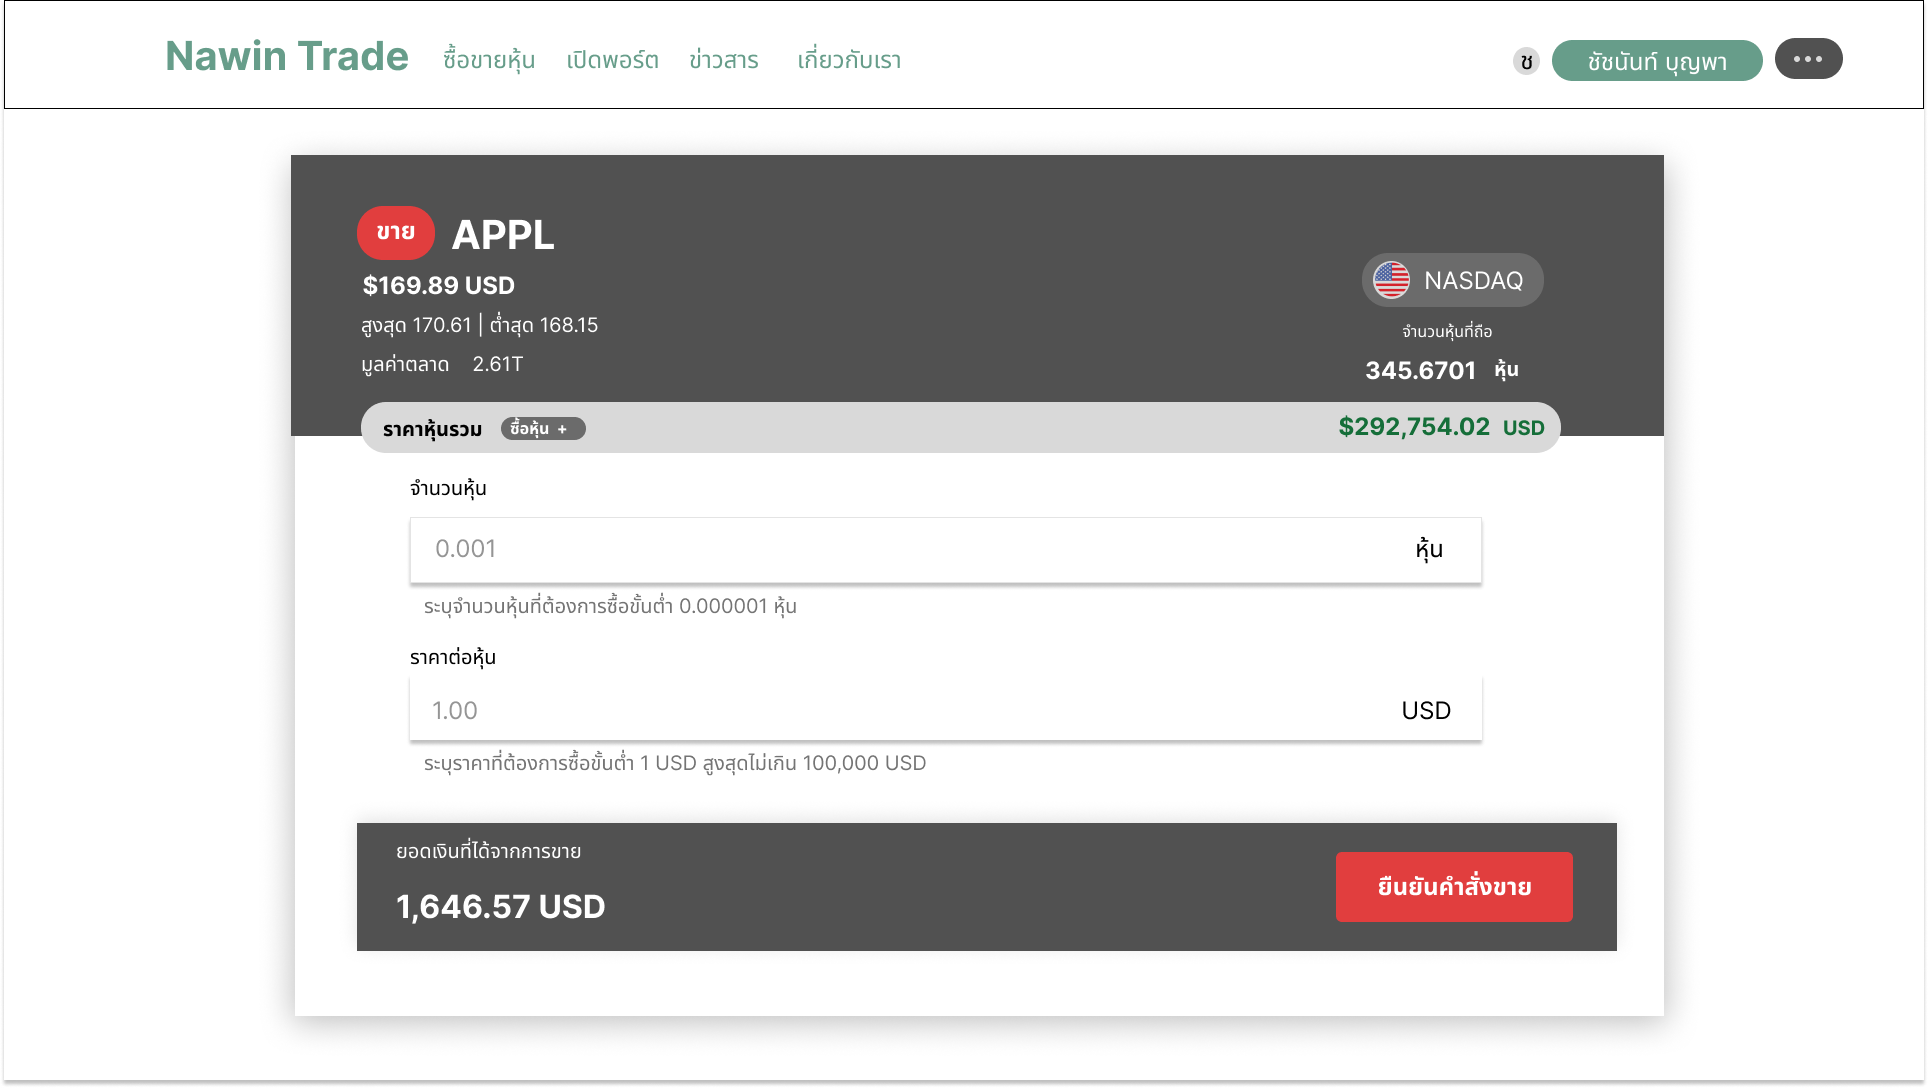 Nawin Trade ซื้อขายหุ้น เปิดพอร์ต ข่าวสาร เกี่ยวกับเรา ช ชัชนันท์ บุญพา
ขาย APPL
$169.89 USD
NASDAQ
สูงสุด 170.61 | ต่ำสุด 168.15
จำนวนหุ้นที่ถือ
มูลค่าตลาด 2.61T
345.6701 หุ้น
ราคาหุ้นรวม ซื้อหุ้น + $292,754.02 USD
จำนวนหุ้น
0.001 หุ้น
ระบุจำนวนหุ้นที่ต้องการซื้อขั้นต่ำ 0.000001 หุ้น
ราคาต่อหุ้น
1.00 USD
ระบุราคาที่ต้องการซื้อขั้นต่ำ 1 USD สูงสุดไม่เกิน 100,000 USD
ยอดเงินที่ได้จากการขาย
1,646.57 USD
ยืนยันคำสั่งขาย